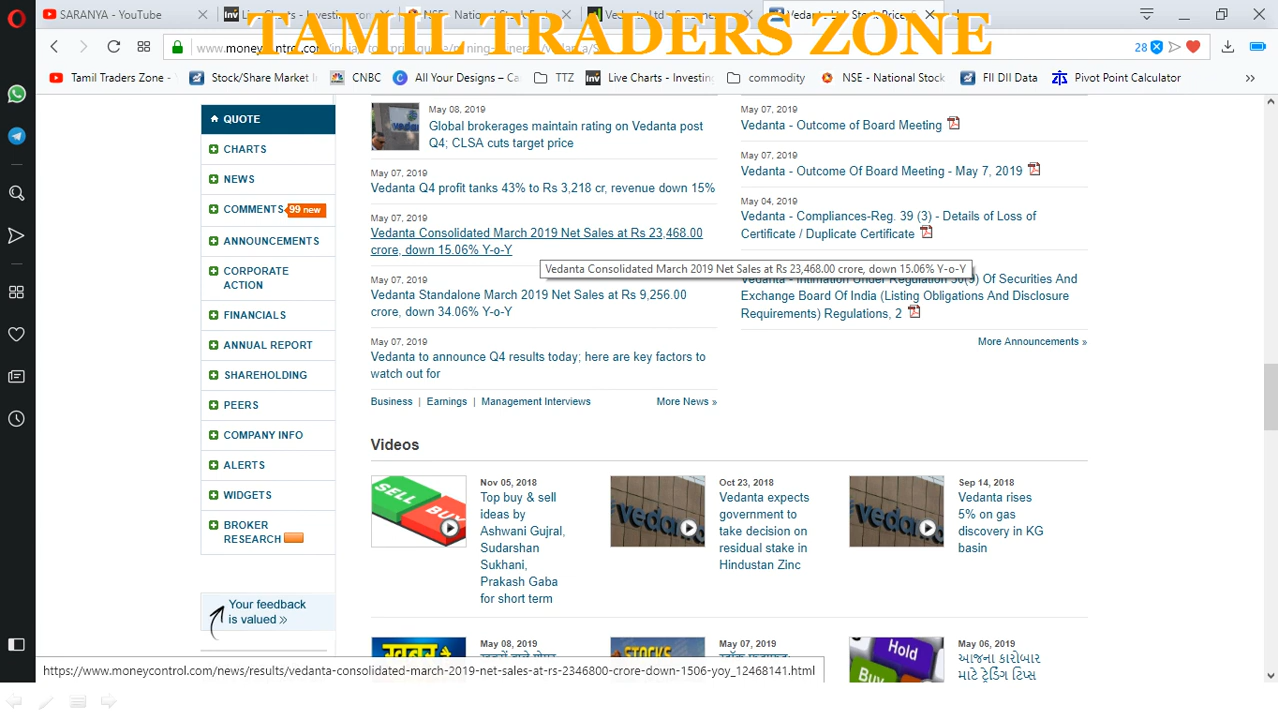 SARANYA - YouTube
TAMIL TRADERS ZONE
28
Tamil Traders Zone -
Stock/Share Market I
CNBC
All Your Designs – Ca
TTZ
Live Charts - Investin
commodity
NSE - National Stock
FII DII Data
Pivot Point Calculator
QUOTE
CHARTS
NEWS
COMMENTS 99 new
ANNOUNCEMENTS
CORPORATE
ACTION
FINANCIALS
ANNUAL REPORT
SHAREHOLDING
PEERS
COMPANY INFO
ALERTS
WIDGETS
BROKER
RESEARCH
Your feedback
is valued »
May 08, 2019
Global brokerages maintain rating on Vedanta post
Q4; CLSA cuts target price
May 07, 2019
Vedanta Q4 profit tanks 43% to Rs 3,218 cr, revenue down 15%
May 07, 2019
Vedanta Consolidated March 2019 Net Sales at Rs 23,468.00
crore, down 15.06% Y-o-Y
Vedanta Consolidated March 2019 Net Sales at Rs 23,468.00 crore, down 15.06% Y-o-Y
May 07, 2019
Vedanta Standalone March 2019 Net Sales at Rs 9,256.00
crore, down 34.06% Y-o-Y
May 07, 2019
Vedanta to announce Q4 results today; here are key factors to
watch out for
Business | Earnings | Management Interviews
More News »
May 07, 2019
Vedanta - Outcome of Board Meeting
May 07, 2019
Vedanta - Outcome Of Board Meeting - May 7, 2019
May 04, 2019
Vedanta - Compliances-Reg. 39 (3) - Details of Loss of
Certificate / Duplicate Certificate
Vedanta - Intimation Under Regulation 30(5) Of Securities And
Exchange Board Of India (Listing Obligations And Disclosure
Requirements) Regulations, 2
More Announcements »
Videos
Nov 05, 2018
Top buy & sell
ideas by
Ashwani Gujral,
Sudarshan
Sukhani,
Prakash Gaba
for short term
Oct 23, 2018
Vedanta expects
government to
take decision on
residual stake in
Hindustan Zinc
Sep 14, 2018
Vedanta rises
5% on gas
discovery in KG
basin
SELL
BUY
May 08, 2019
May 07, 2019
STOCKS
Hold
Buy
May 06, 2019
આજના કારોબાર
માટે ટ્રેડિંગ ટિપ્સ
https://www.moneycontrol.com/news/results/vedanta-consolidated-march-2019-net-sales-at-rs-2346800-crore-down-1506-yoy_12468141.html